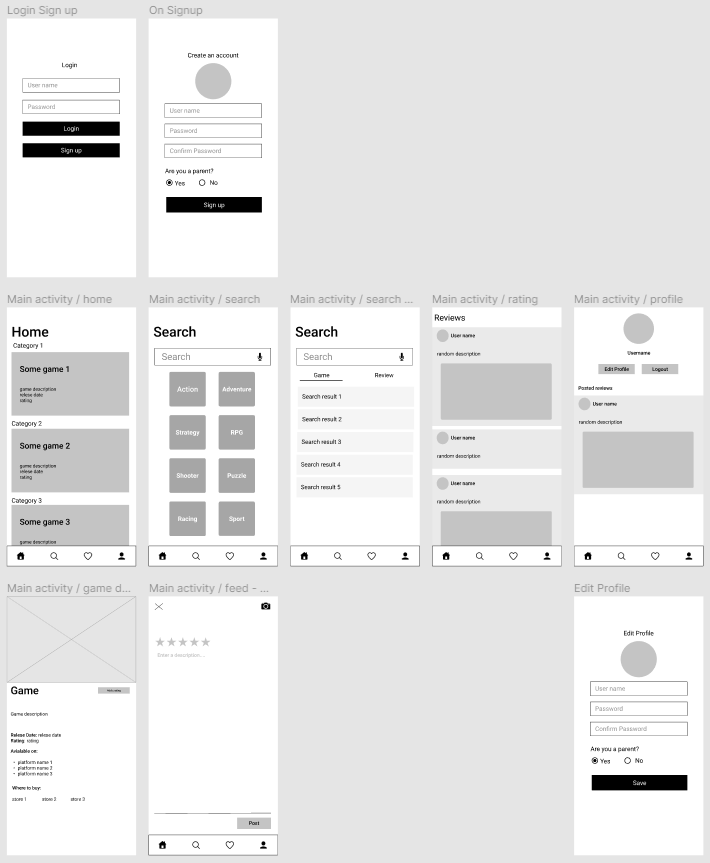 Login Sign up
On Signup
Login
User name
Password
Login
Sign up
Create an account
User name
Password
Confirm Password
Are you a parent?
Yes No
Sign up
Main activity / home
Main activity / search
Main activity / search ...
Main activity / rating
Main activity / profile
Home
Category 1
Some game 1
game description
relese date
rating
Category 2
Some game 2
game description
relese date
rating
Category 3
Some game 3
game description
Search
Search
Action Adventure
Strategy RPG
Shooter Puzzle
Racing Sport
Search
Search
Game Review
Search result 1
Search result 2
Search result 3
Search result 4
Search result 5
Reviews
User name
random description
User name
random description
User name
random description
Username
Edit Profile Logout
Posted reviews
User name
random description
Main activity / game d...
Main activity / feed - ...
Edit Profile
Game
Game description
Relese Date: relese date
Rating: rating
Avialable on:
• platform name 1
• platform name 2
• platform name 3
Where to buy:
store 1 store 2 store 3
Enter a description...
Post
Edit Profile
User name
Password
Confirm Password
Are you a parent?
Yes No
Save